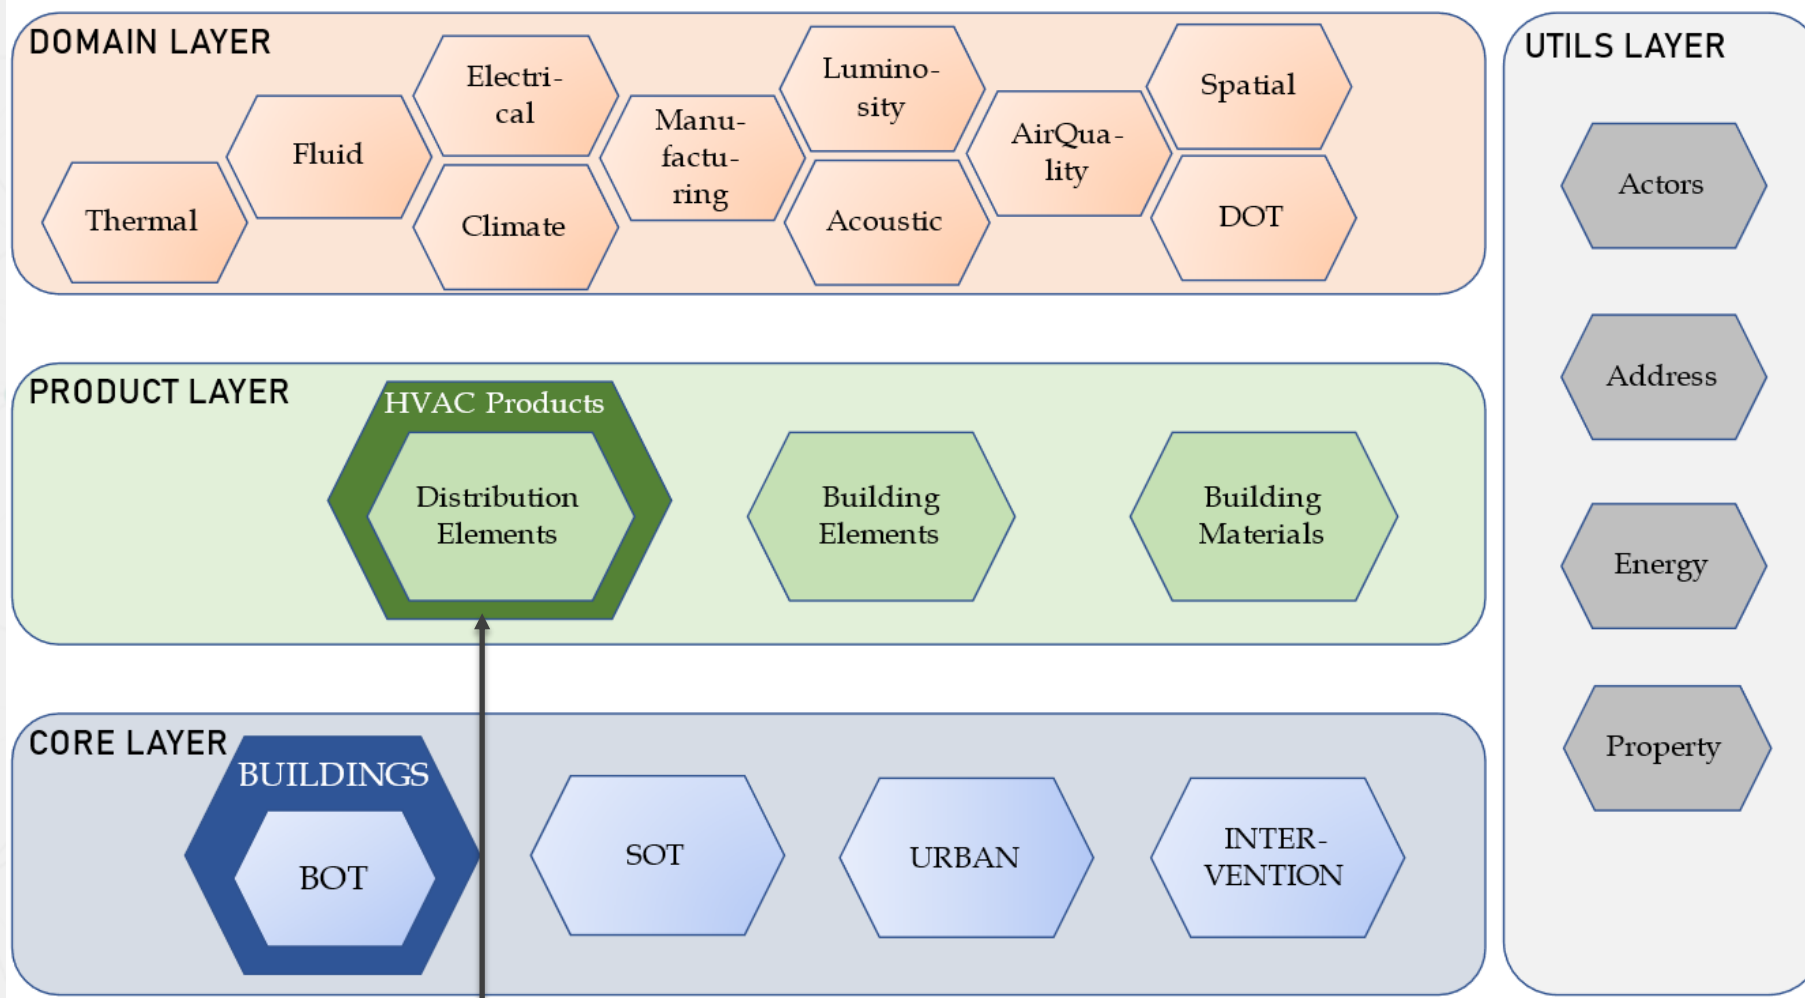 DOMAIN LAYER
Electri-
cal
Lumino-
sity
Spatial
Fluid
Manu-
factu-
ring
AirQua-
lity
Thermal
Climate
Acoustic
DOT
PRODUCT LAYER
HVAC Products
Distribution
Elements
Building
Elements
Building
Materials
CORE LAYER
BUILDINGS
BOT
SOT
URBAN
INTER-
VENTION
UTILS LAYER
Actors
Address
Energy
Property